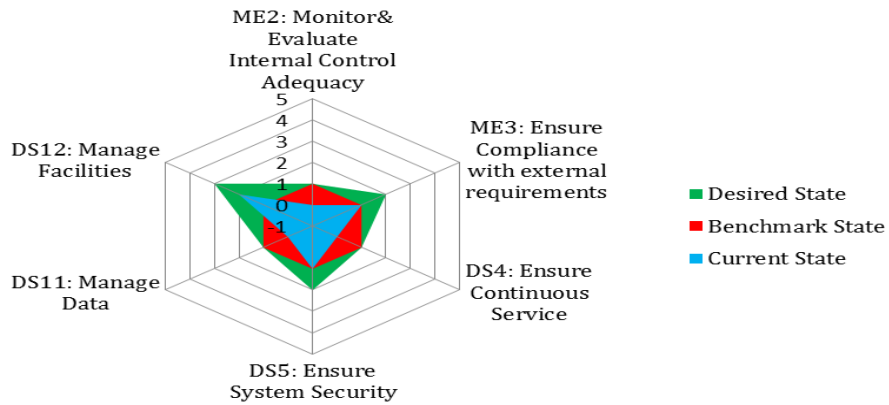 ME2: Monitor&
Evaluate
Internal Control
Adequacy
5
4
3
2
1
0
-1
ME3: Ensure
Compliance
with external
requirements
DS4: Ensure
Continuous
Service
DS5: Ensure
System Security
DS11: Manage
Data
DS12: Manage
Facilities
Desired State
Benchmark State
Current State